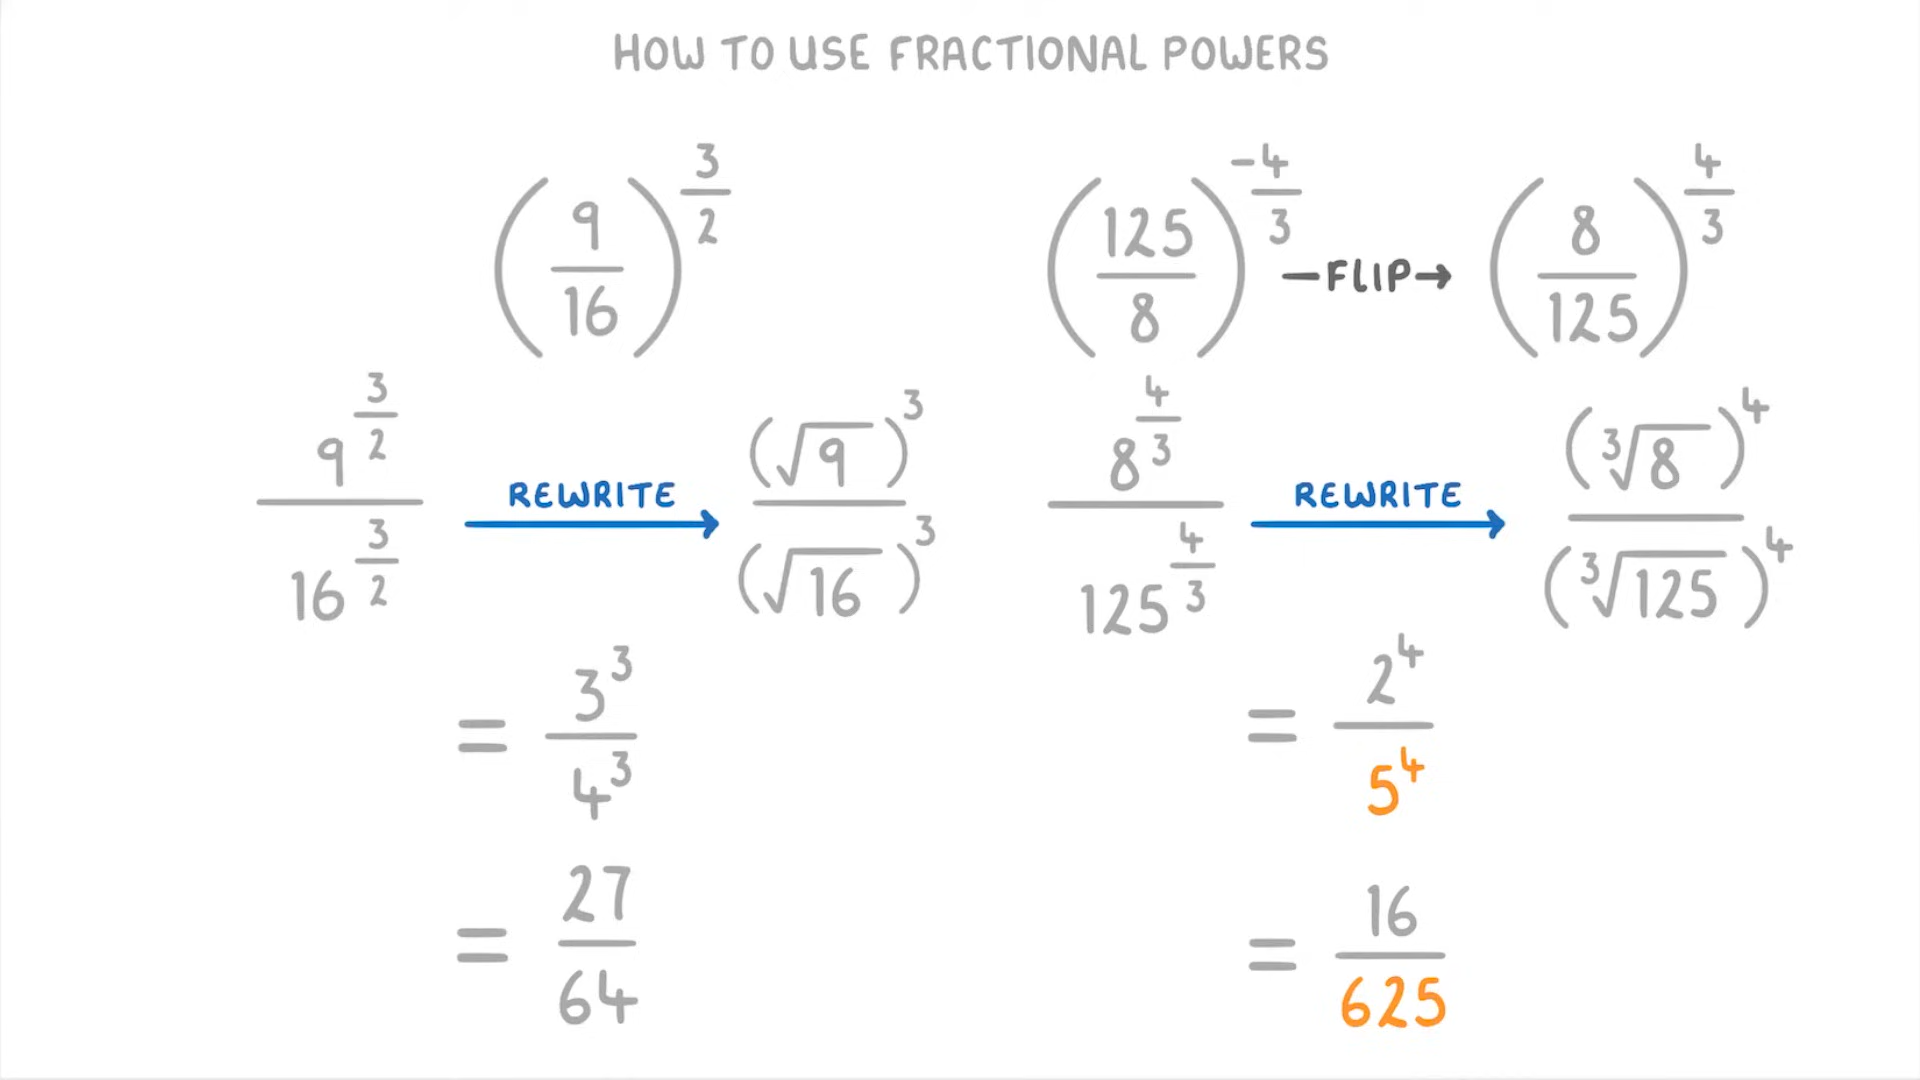 HOW TO USE FRACTIONAL POWERS
(9/16)^(3/2)
(125/8)^(-4/3) —FLIP→ (8/125)^(4/3)
9^(3/2) / 16^(3/2) REWRITE → (√9)^3 / (√16)^3
8^(4/3) / 125^(4/3) REWRITE → (³√8)^4 / (³√125)^4
= 3^3 / 4^3
= 2^4 / 5^4
= 27/64
= 16/625